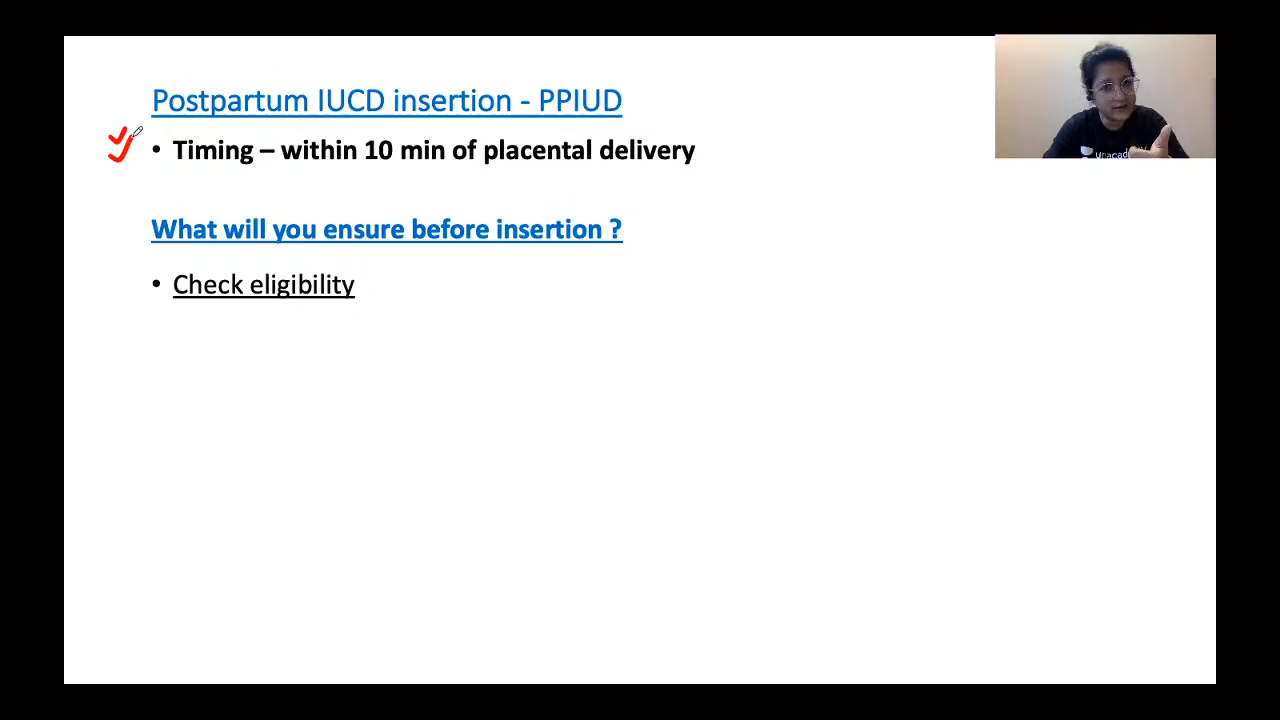 Postpartum IUCD insertion - PPIUD
• Timing – within 10 min of placental delivery
What will you ensure before insertion ?
• Check eligibility